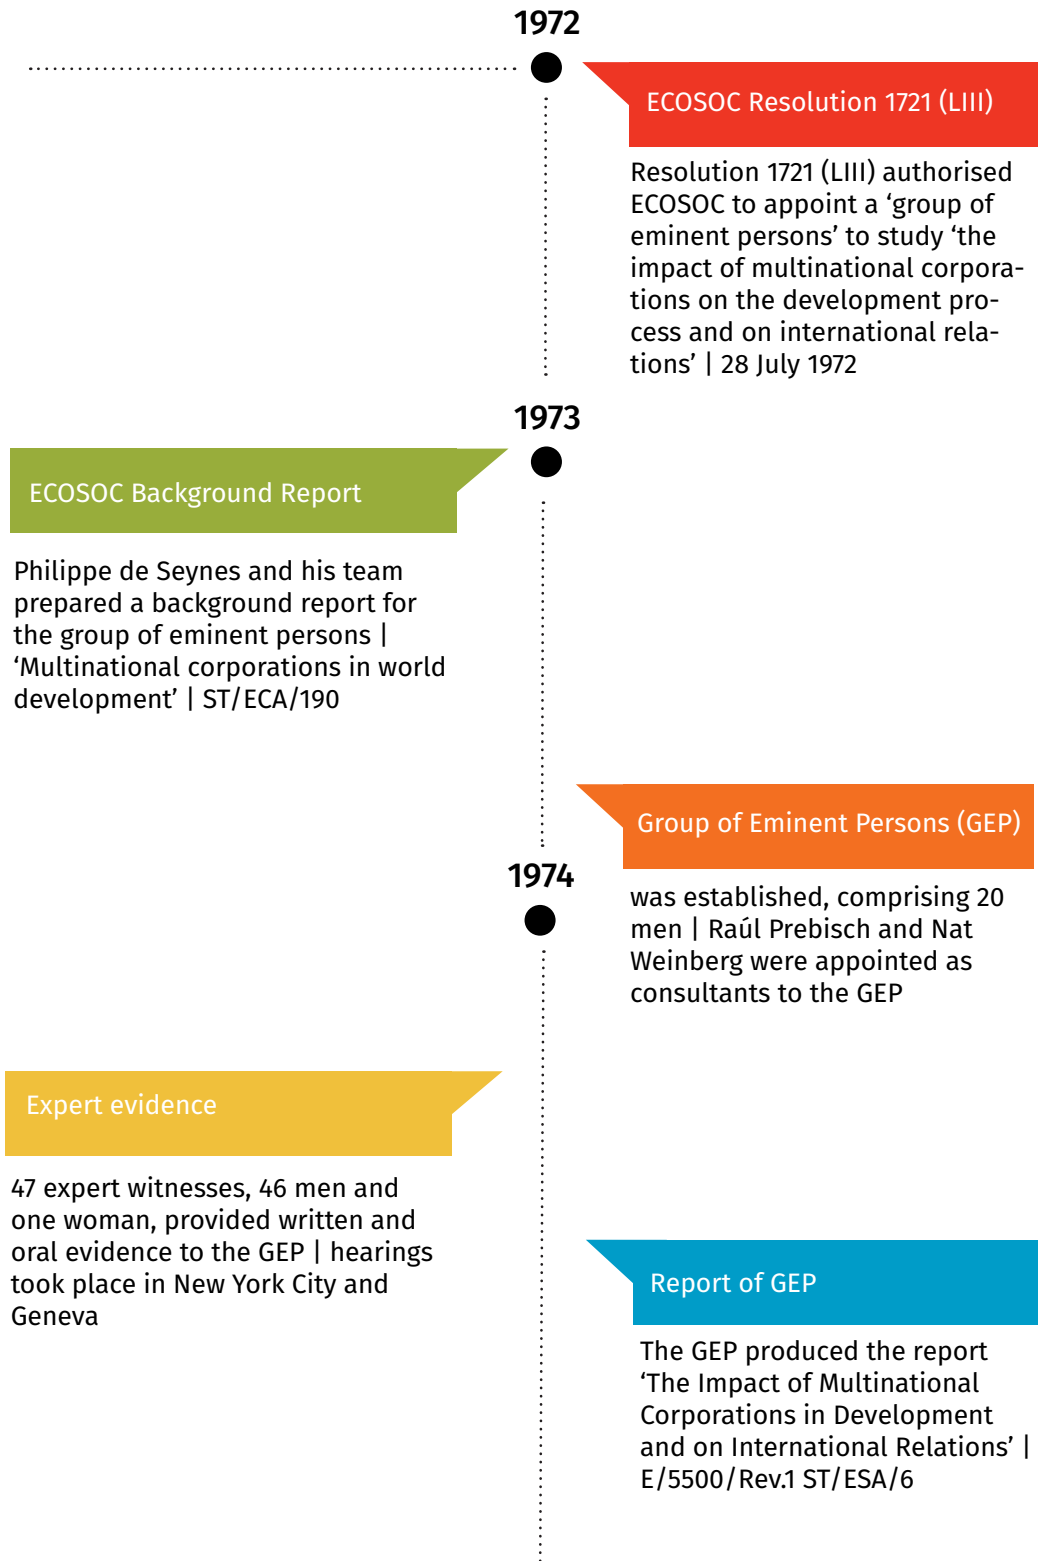 1972
ECOSOC Resolution 1721 (LIII)
Resolution 1721 (LIII) authorised
ECOSOC to appoint a ‘group of
eminent persons’ to study ‘the
impact of multinational corpora-
tions on the development pro-
cess and on international rela-
tions’ | 28 July 1972
1973
ECOSOC Background Report
Philippe de Seynes and his team
prepared a background report for
the group of eminent persons |
‘Multinational corporations in world
development’ | ST/ECA/190
Group of Eminent Persons (GEP)
1974
was established, comprising 20
men | Raúl Prebisch and Nat
Weinberg were appointed as
consultants to the GEP
Expert evidence
47 expert witnesses, 46 men and
one woman, provided written and
oral evidence to the GEP | hearings
took place in New York City and
Geneva
Report of GEP
The GEP produced the report
‘The Impact of Multinational
Corporations in Development
and on International Relations’ |
E/5500/Rev.1 ST/ESA/6